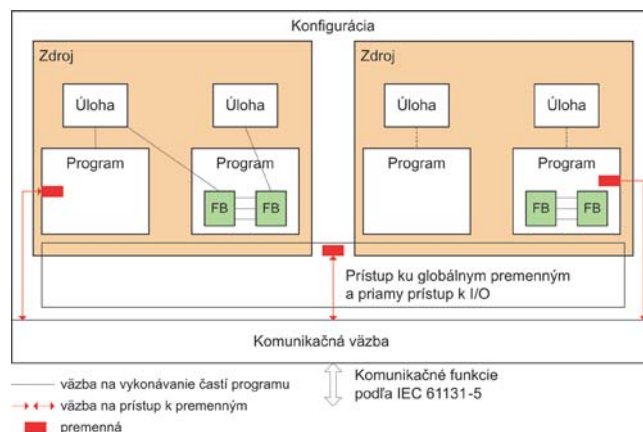 Konfigurácia
Zdroj
Zdroj
Úloha
Úloha
Úloha
Úloha
Program
Program
Program
Program
FB
FB
FB
FB
Prístup ku globálnym premenným
a priamy prístup k I/O
Komunikačná väzba
Komunikačné funkcie
podľa IEC 61131-5
väzba na vykonávanie častí programu
väzba na prístup k premenným
premenná